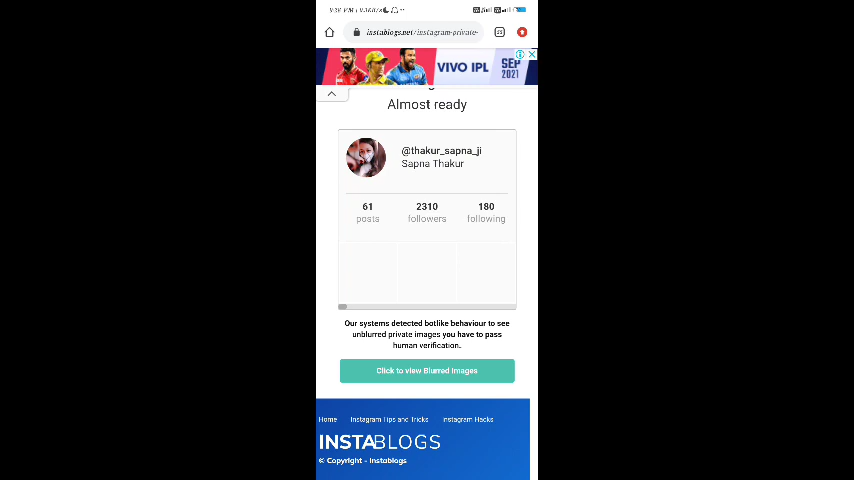 instablogs.net/instagram-private-
VIVO IPL
SEP
2021
Almost ready
@thakur_sapna_ji
Sapna Thakur
61
2310
180
posts
followers
following
Our systems detected botlike behaviour to see
unblurred private images you have to pass
human verification.
Click to view Blurred Images
Home
Instagram Tips and Tricks
Instagram Hacks
INSTABLOGS
© Copyright - Instablogs